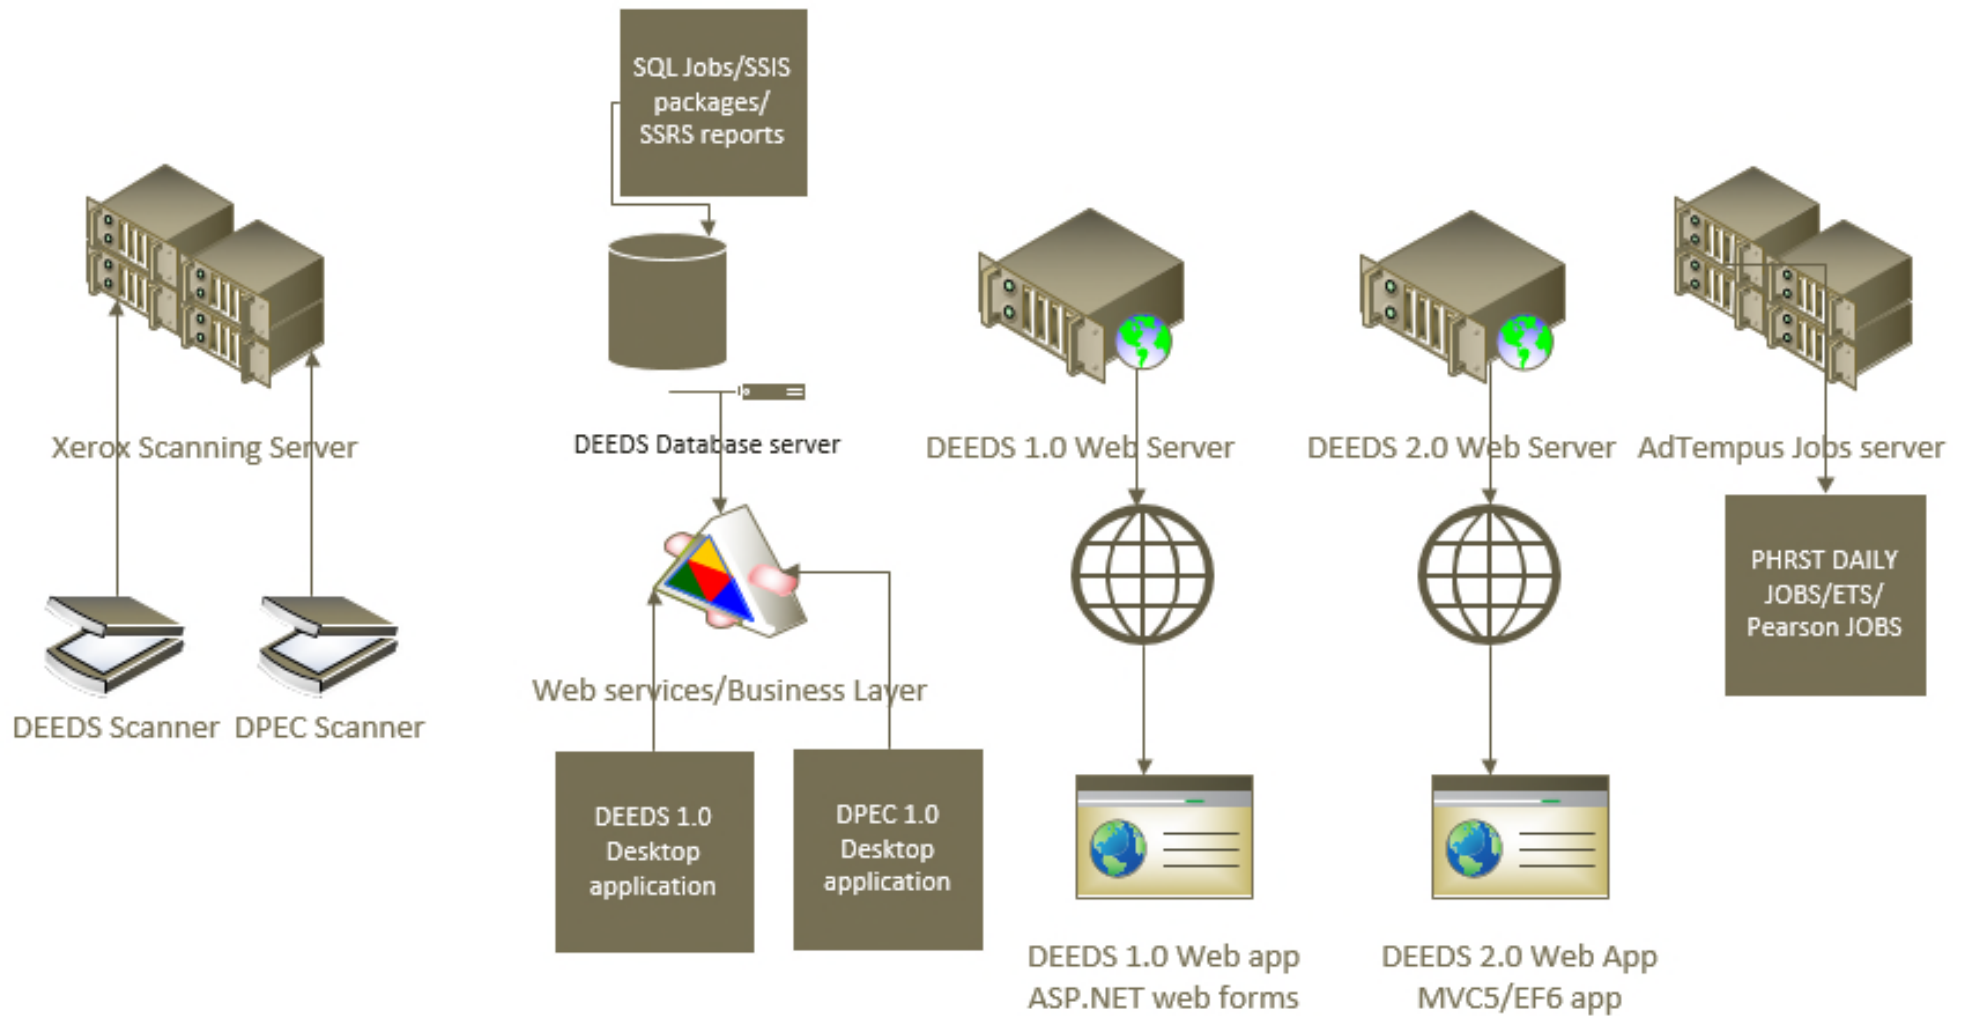 SQL Jobs/SSIS
packages/
SSRS reports
Xerox Scanning Server
DEEDS Database server
DEEDS 1.0 Web Server
DEEDS 2.0 Web Server
AdTempus Jobs server
PHRST DAILY
JOBS/ETS/
Pearson JOBS
DEEDS Scanner
DPEC Scanner
Web services/Business Layer
DEEDS 1.0
Desktop
application
DPEC 1.0
Desktop
application
DEEDS 1.0 Web app
ASP.NET web forms
DEEDS 2.0 Web App
MVC5/EF6 app